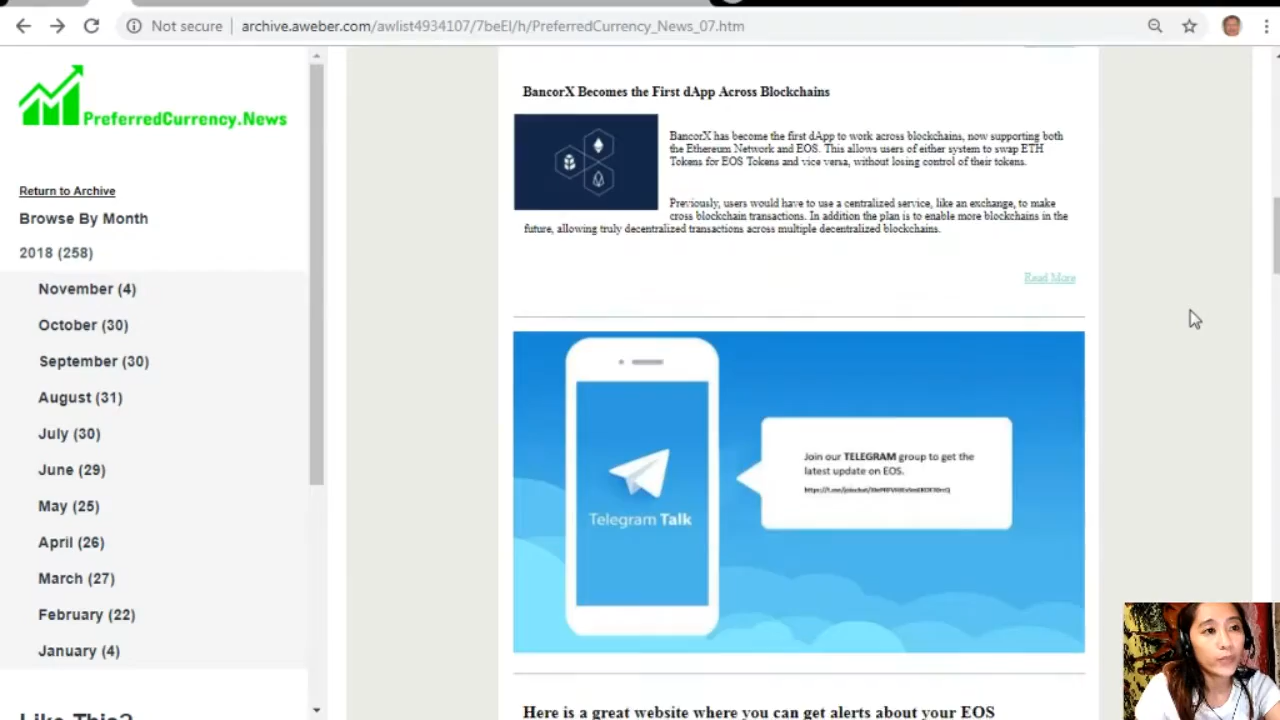 Not secure
archive.aweber.com/awlist4934107/7beEI/h/PreferredCurrency_News_07.htm
PreferredCurrency.News
Return to Archive
Browse By Month
2018 (258)
November (4)
October (30)
September (30)
August (31)
July (30)
June (29)
May (25)
April (26)
March (27)
February (22)
January (4)
Like This?
BancorX Becomes the First dApp Across Blockchains
BancorX has become the first dApp to work across blockchains, now supporting both
the Ethereum Network and EOS. This allows users of either system to swap ETH
Tokens for EOS Tokens and vice versa, without losing control of their tokens.
Previously, users would have to use a centralized service, like an exchange, to make
cross blockchain transactions. In addition the plan is to enable more blockchains in the
future, allowing truly decentralized transactions across multiple decentralized blockchains.
Read More
Telegram Talk
Join our TELEGRAM group to get the
latest update on EOS.
Here is a great website where you can get alerts about your EOS